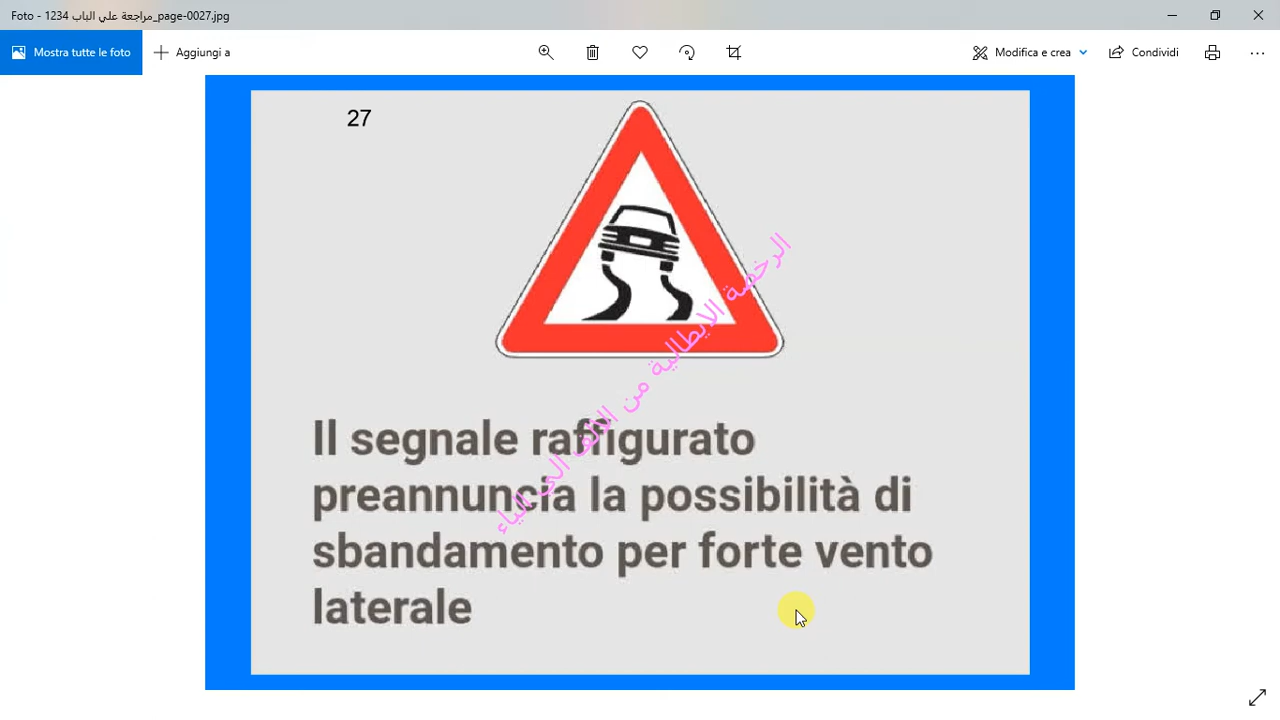 Foto - 1234 مراجعة علي الباب_page-0027.jpg
Mostra tutte le foto
Aggiungi a
Modifica e crea
Condividi
27
الرخصة الايطالية من الالف الى الياء
Il segnale raffigurato
preannuncia la possibilità di
sbandamento per forte vento
laterale